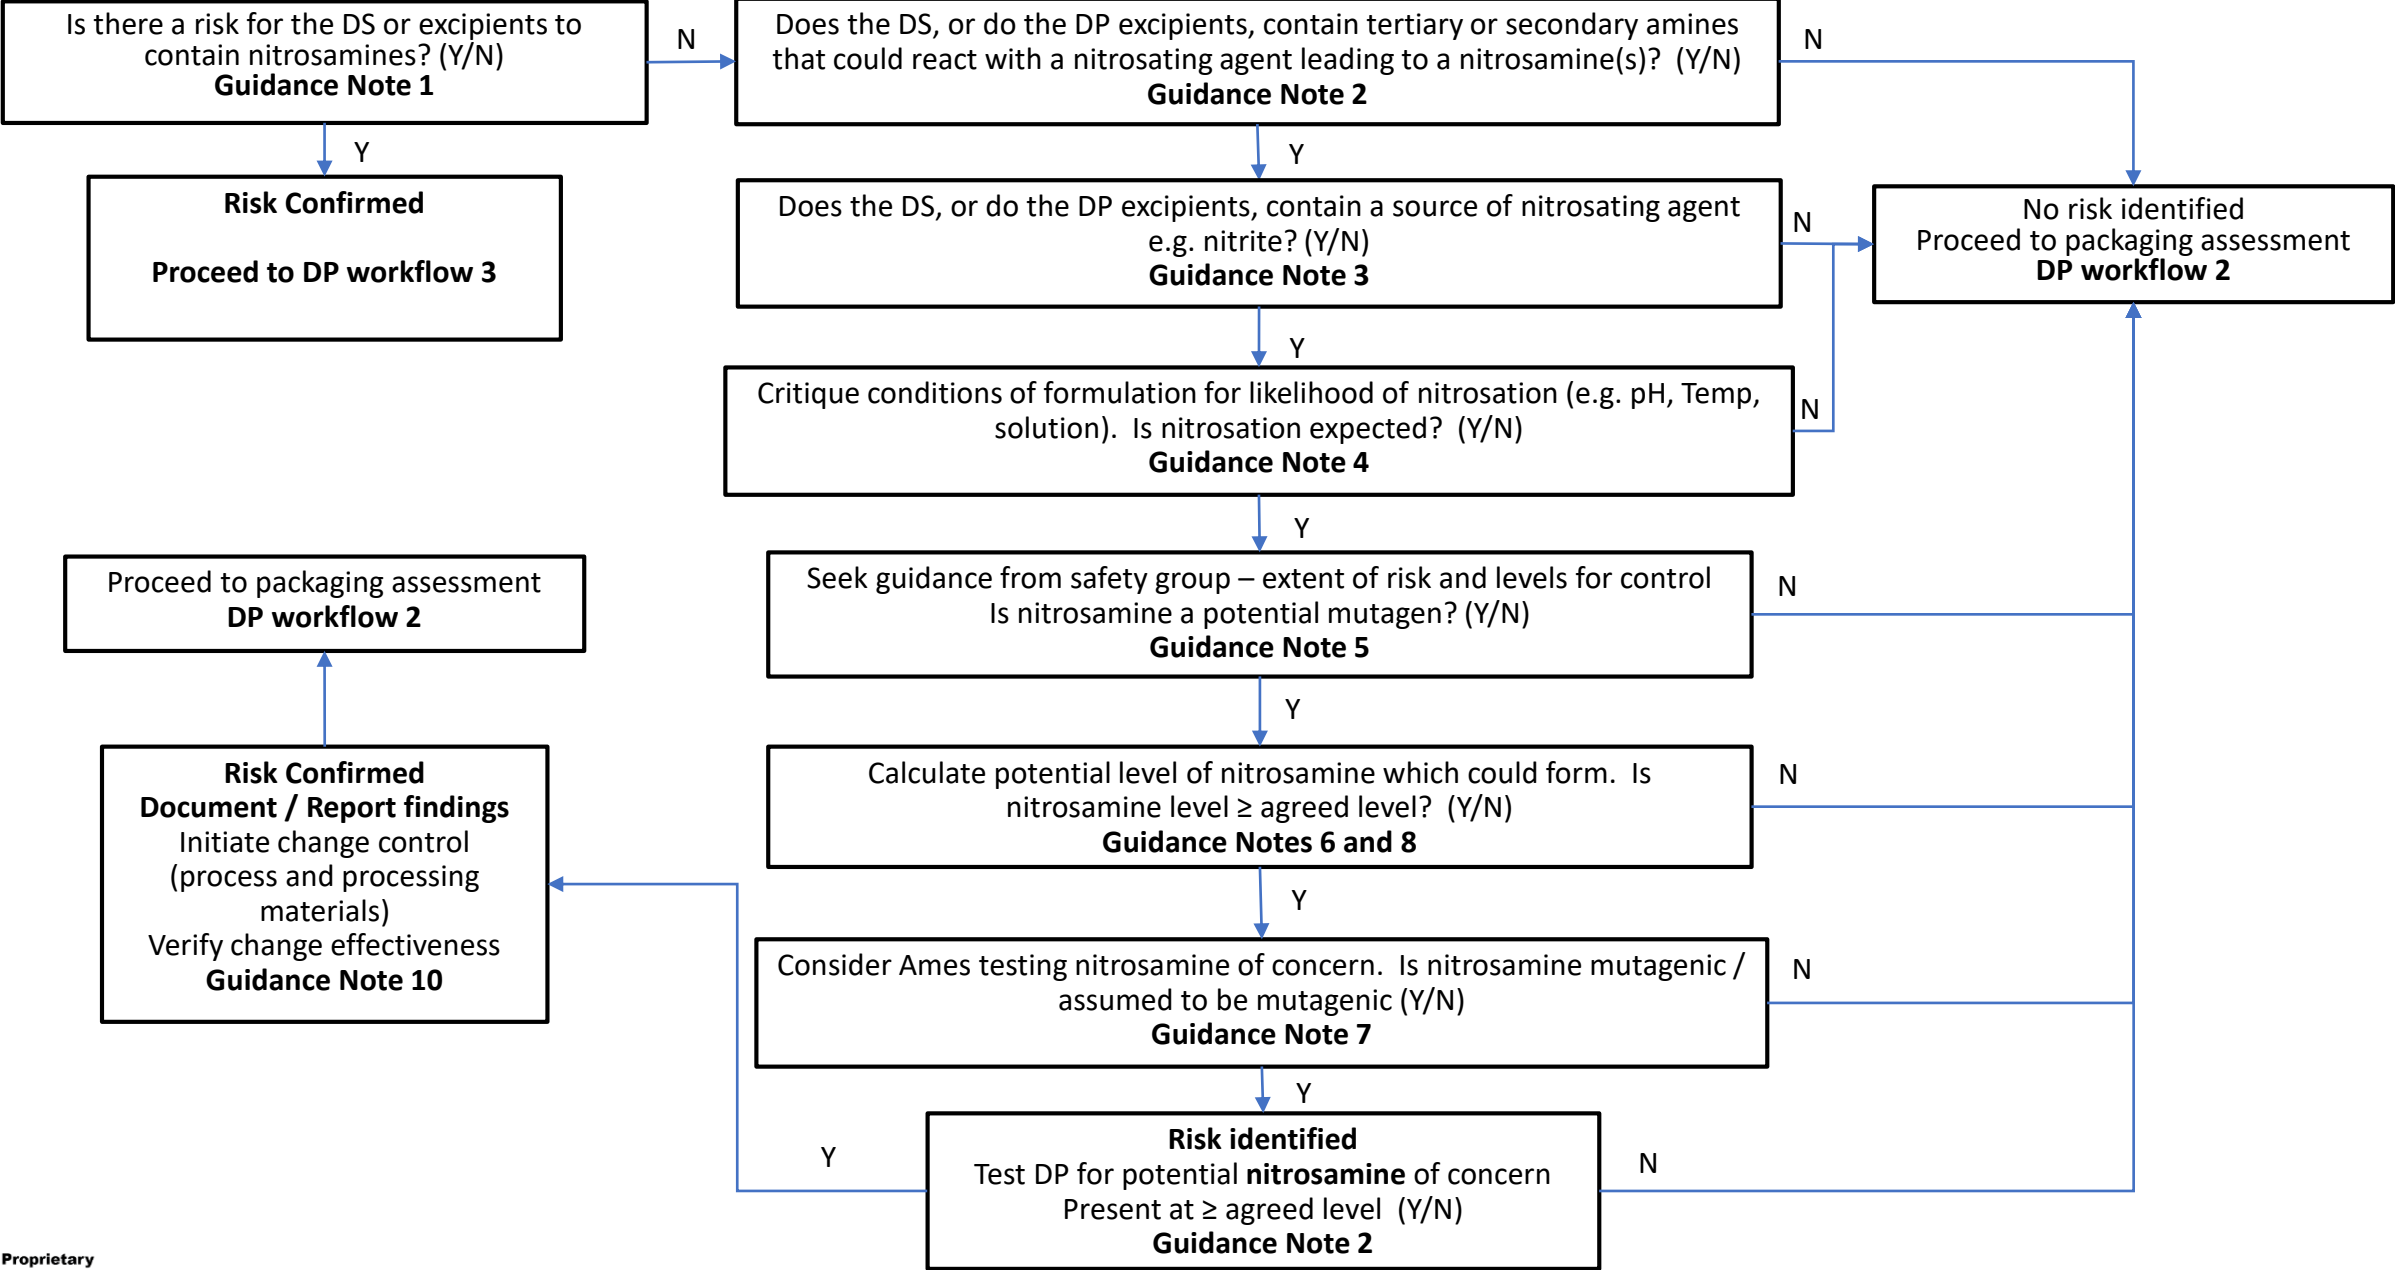 Is there a risk for the DS or excipients to
contain nitrosamines? (Y/N)
Guidance Note 1
N
Does the DS, or do the DP excipients, contain tertiary or secondary amines
that could react with a nitrosating agent leading to a nitrosamine(s)?  (Y/N)
Guidance Note 2
N
Y
Y
Risk Confirmed
Proceed to DP workflow 3
Does the DS, or do the DP excipients, contain a source of nitrosating agent
e.g. nitrite? (Y/N)
Guidance Note 3
N
No risk identified
Proceed to packaging assessment
DP workflow 2
Y
Critique conditions of formulation for likelihood of nitrosation (e.g. pH, Temp,
solution).  Is nitrosation expected?  (Y/N)
Guidance Note 4
N
Y
Seek guidance from safety group – extent of risk and levels for control
Is nitrosamine a potential mutagen? (Y/N)
Guidance Note 5
N
Proceed to packaging assessment
DP workflow 2
Y
Calculate potential level of nitrosamine which could form.  Is
nitrosamine level ≥ agreed level?  (Y/N)
Guidance Notes 6 and 8
N
Risk Confirmed
Document / Report findings
Initiate change control
(process and processing
materials)
Verify change effectiveness
Guidance Note 10
Y
Consider Ames testing nitrosamine of concern.  Is nitrosamine mutagenic /
assumed to be mutagenic (Y/N)
Guidance Note 7
N
Y
Risk identified
Test DP for potential nitrosamine of concern
Present at ≥ agreed level  (Y/N)
Guidance Note 2
Y
N
Proprietary